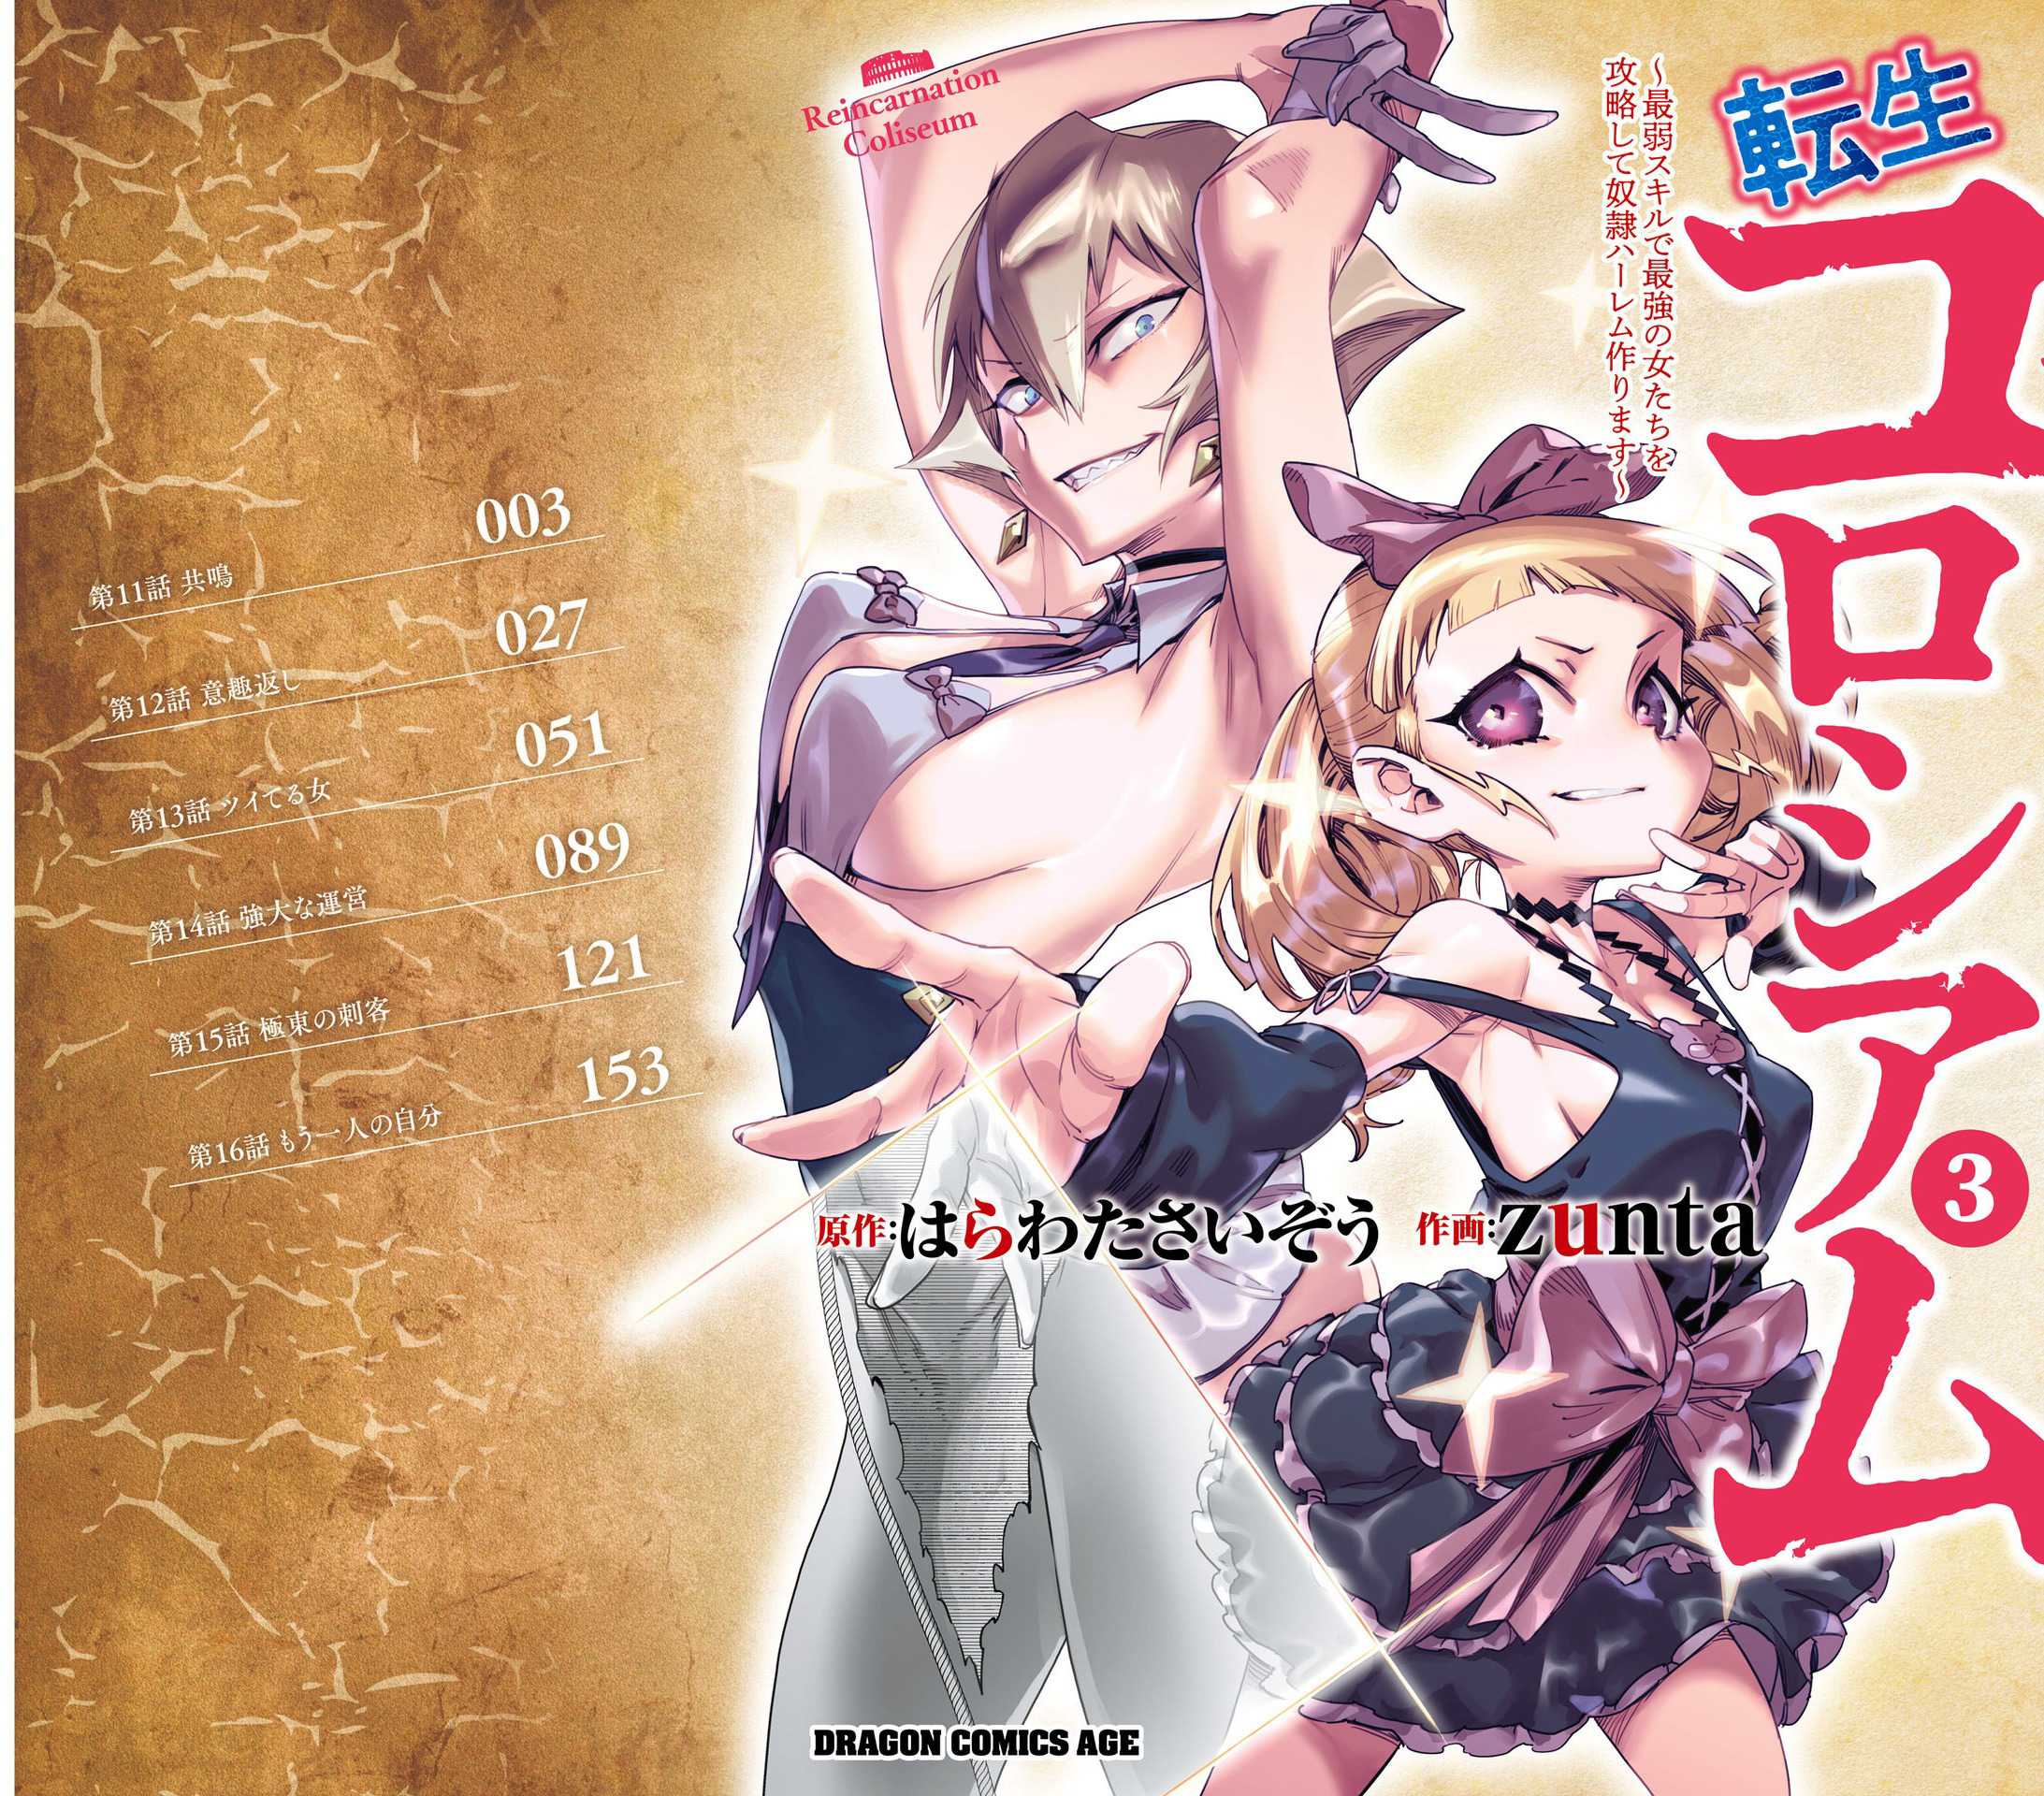 転生
コロシアム
3
～最弱スキルで最強の女たちを
攻略して奴隷ハーレム作ります～
Reincarnation
Coliseum
原作:はらわたさいぞう 作画:zunta
第11話 共鳴 003
第12話 意趣返し 027
第13話 ツイてる女 051
第14話 強大な運営 089
第15話 極東の刺客 121
第16話 もう一人の自分 153
DRAGON COMICS AGE